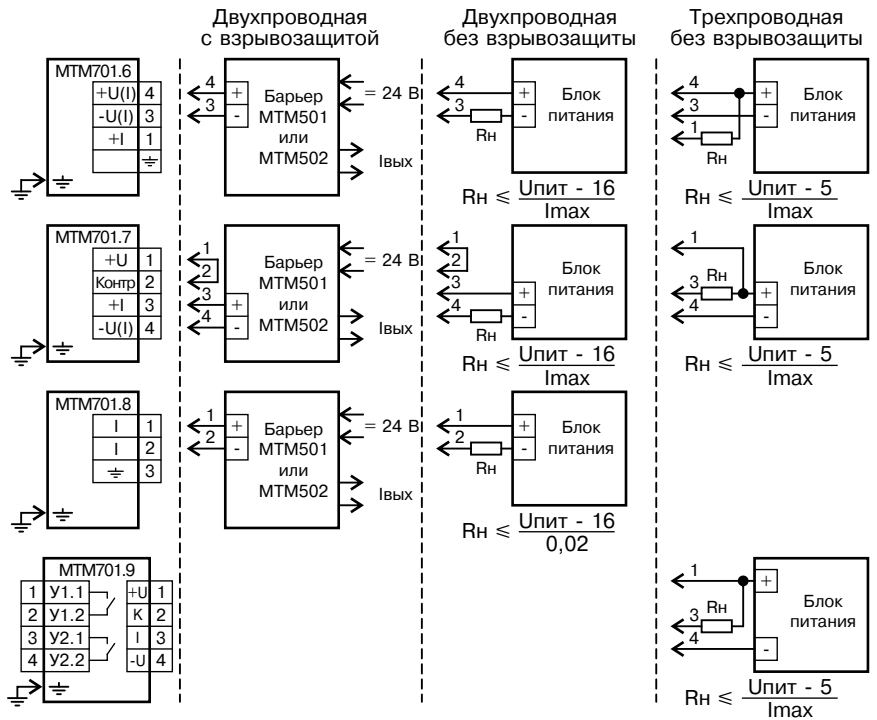 Двухпроводная
с взрывозащитой
Двухпроводная
без взрывозащиты
Трехпроводная
без взрывозащиты
МТМ701.6
+U(I) 4
-U(I) 3
+I 1
4
3
+
-
Барьер
МТМ501
или
МТМ502
= 24 В
Iвых
4
3
Rн
+
-
Блок
питания
Rн ⩽ Uпит - 16
Imax
4
3
1
Rн
+
-
Блок
питания
Rн ⩽ Uпит - 5
Imax
МТМ701.7
+U 1
Контр 2
+I 3
-U(I) 4
1
2
3
4
+
-
Барьер
МТМ501
или
МТМ502
= 24 В
Iвых
1
2
3
4
Rн
+
-
Блок
питания
Rн ⩽ Uпит - 16
Imax
1
3
Rн
4
+
-
Блок
питания
Rн ⩽ Uпит - 5
Imax
МТМ701.8
I 1
I 2
3
1
2
+
-
Барьер
МТМ501
или
МТМ502
= 24 В
Iвых
1
2
Rн
+
-
Блок
питания
Rн ⩽ Uпит - 16
0,02
МТМ701.9
1 У1.1 +U 1
2 У1.2 К 2
3 У2.1 I 3
4 У2.2 -U 4
1
3
Rн
4
+
-
Блок
питания
Rн ⩽ Uпит - 5
Imax